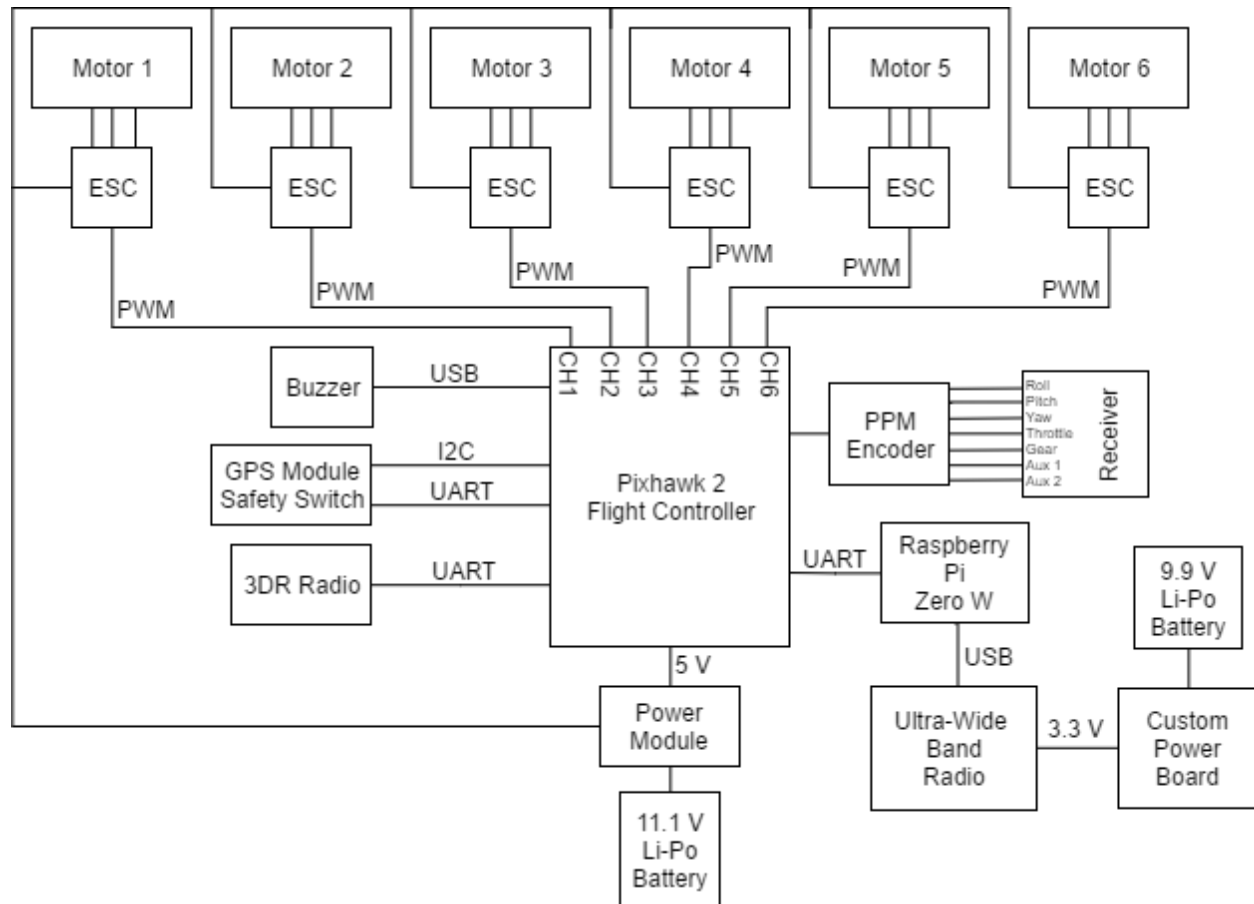 Motor 1
Motor 2
Motor 3
Motor 4
Motor 5
Motor 6
ESC
ESC
ESC
ESC
ESC
ESC
PWM
PWM
PWM
PWM
PWM
PWM
CH1
CH2
CH3
CH4
CH5
CH6
Buzzer
USB
GPS Module
Safety Switch
I2C
UART
3DR Radio
UART
Pixhawk 2
Flight Controller
PPM
Encoder
Roll
Pitch
Yaw
Throttle
Gear
Aux 1
Aux 2
Receiver
UART
Raspberry
Pi
Zero W
USB
9.9 V
Li-Po
Battery
5 V
Power
Module
Ultra-Wide
Band
Radio
3.3 V
Custom
Power
Board
11.1 V
Li-Po
Battery